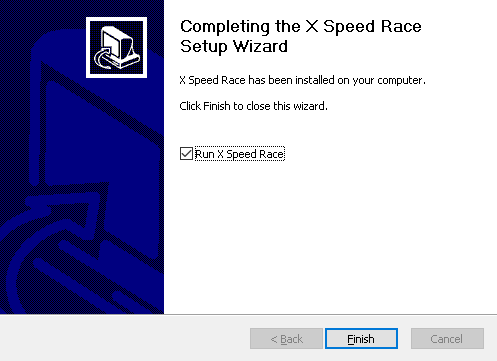 Completing the X Speed Race
Setup Wizard
X Speed Race has been installed on your computer.
Click Finish to close this wizard.
Run X Speed Race
< Back
Finish
Cancel